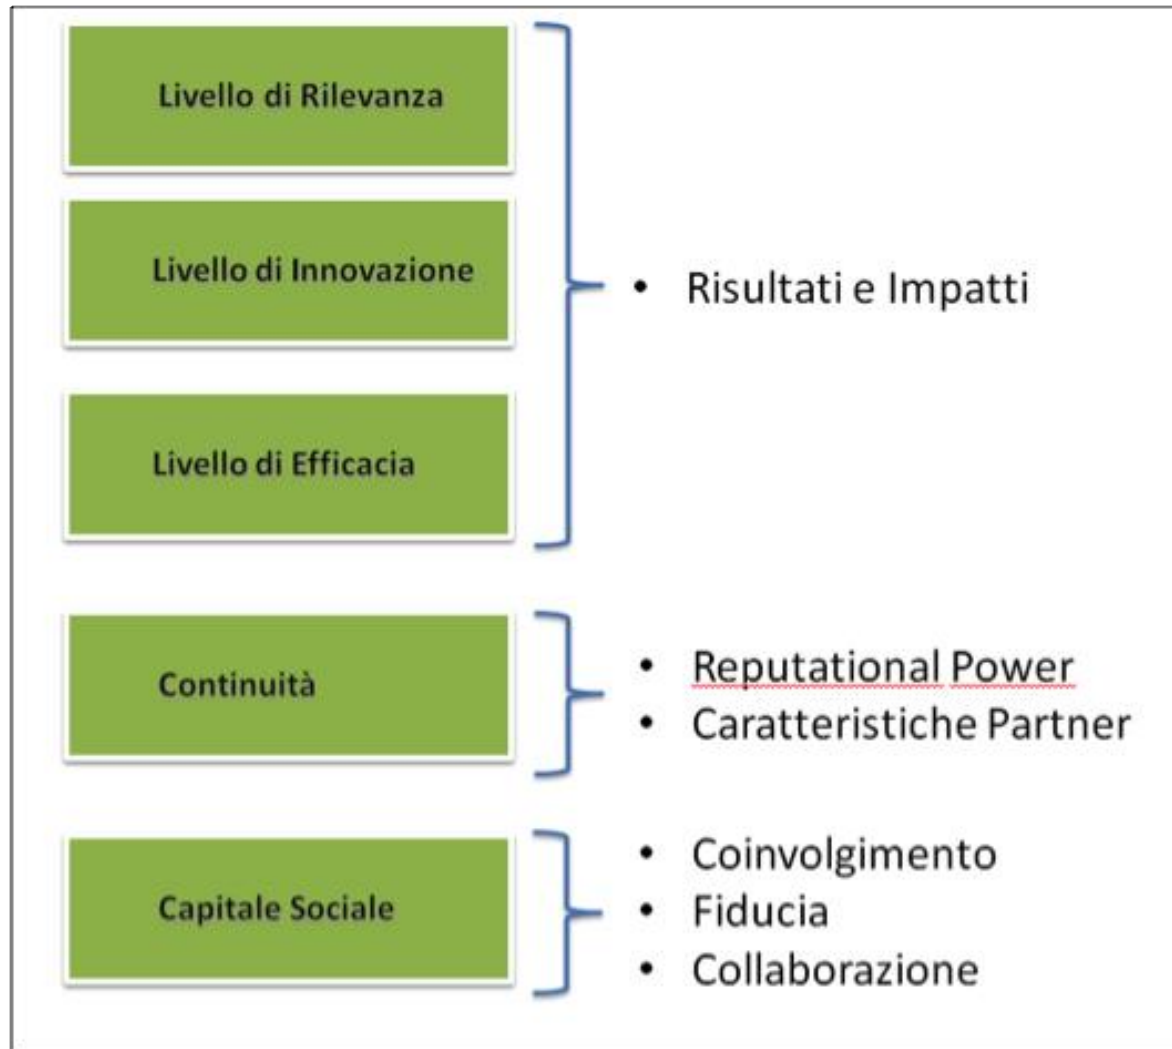 Livello di Rilevanza
Livello di Innovazione
Livello di Efficacia
• Risultati e Impatti
Continuità
• Reputational Power
• Caratteristiche Partner
Capitale Sociale
• Coinvolgimento
• Fiducia
• Collaborazione